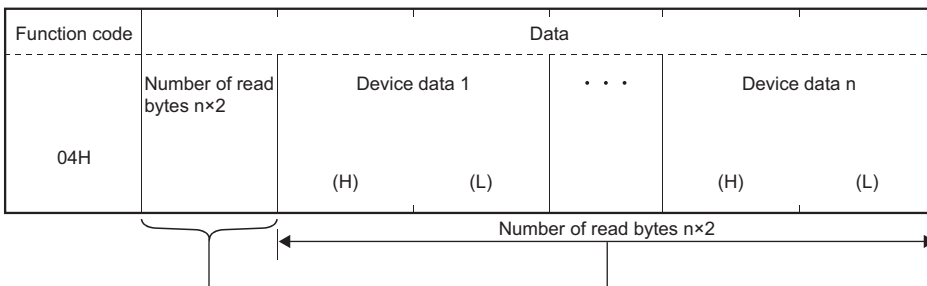 Function code
Data
Number of read
bytes n×2
Device data 1
· · ·
Device data n
04H
(H)
(L)
(H)
(L)
Number of read bytes n×2